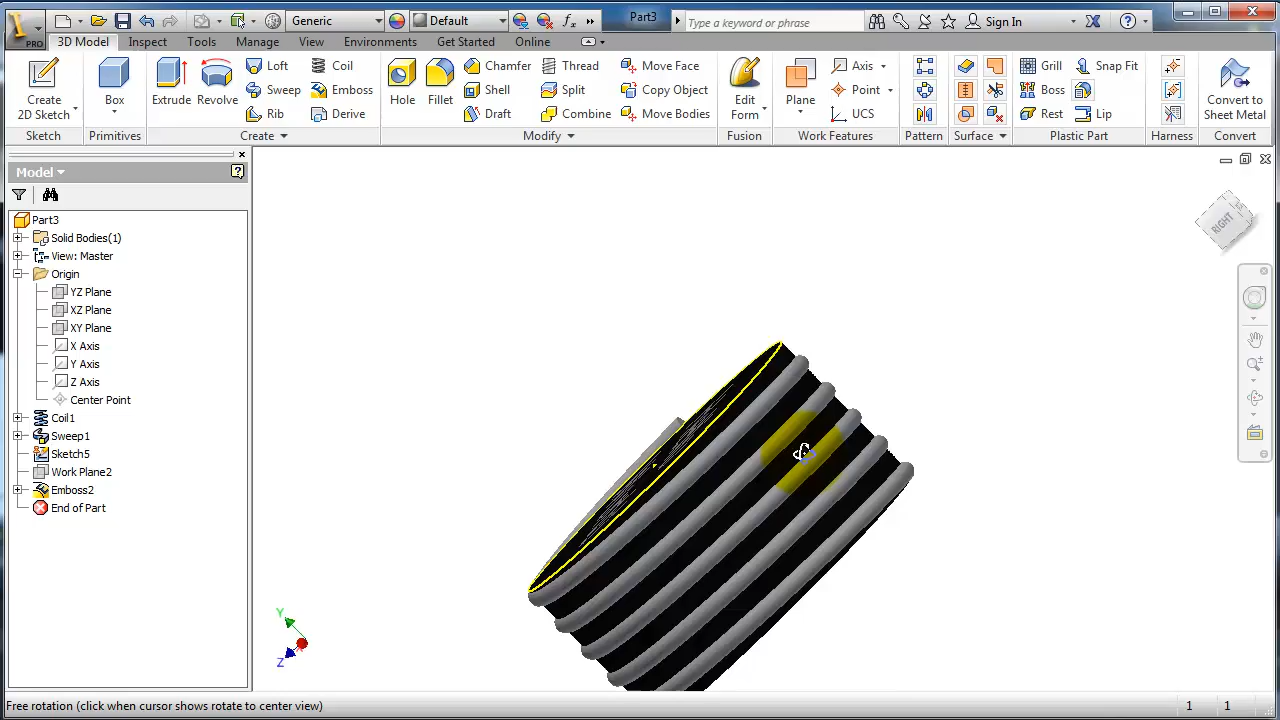 PRO
Generic
Default
fx
Part3
Type a keyword or phrase
Sign In
3D Model Inspect Tools Manage View Environments Get Started Online
Create
2D Sketch
Sketch
Box
Primitives
Extrude
Revolve
Loft
Sweep
Rib
Coil
Emboss
Derive
Create
Hole
Fillet
Chamfer
Shell
Draft
Thread
Split
Combine
Move Face
Copy Object
Move Bodies
Modify
Edit
Form
Fusion
Plane
Axis
Point
UCS
Work Features
Pattern
Surface
Grill
Boss
Rest
Snap Fit
Lip
Plastic Part
Harness
Convert to
Sheet Metal
Convert
Model
Part3
Solid Bodies(1)
View: Master
Origin
YZ Plane
XZ Plane
XY Plane
X Axis
Y Axis
Z Axis
Center Point
Coil1
Sweep1
Sketch5
Work Plane2
Emboss2
End of Part
RIGHT
Y
Z
Free rotation (click when cursor shows rotate to center view)
1 1